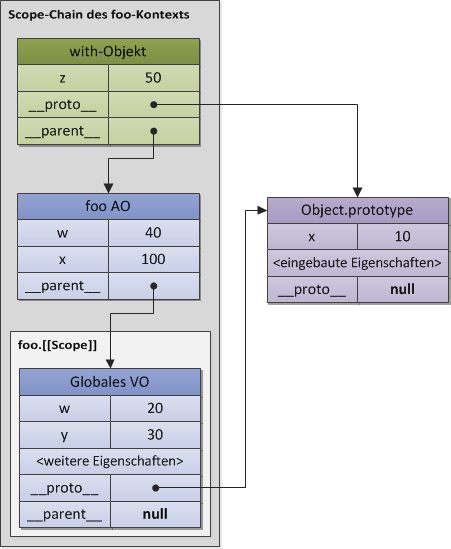 Scope-Chain des foo-Kontexts
with-Objekt
z 50
__proto__
__parent__
foo AO
w 40
x 100
__parent__
foo.[[Scope]]
Globales VO
w 20
y 30
<weitere Eigenschaften>
__proto__
__parent__ null
Object.prototype
x 10
<eingebaute Eigenschaften>
__proto__ null